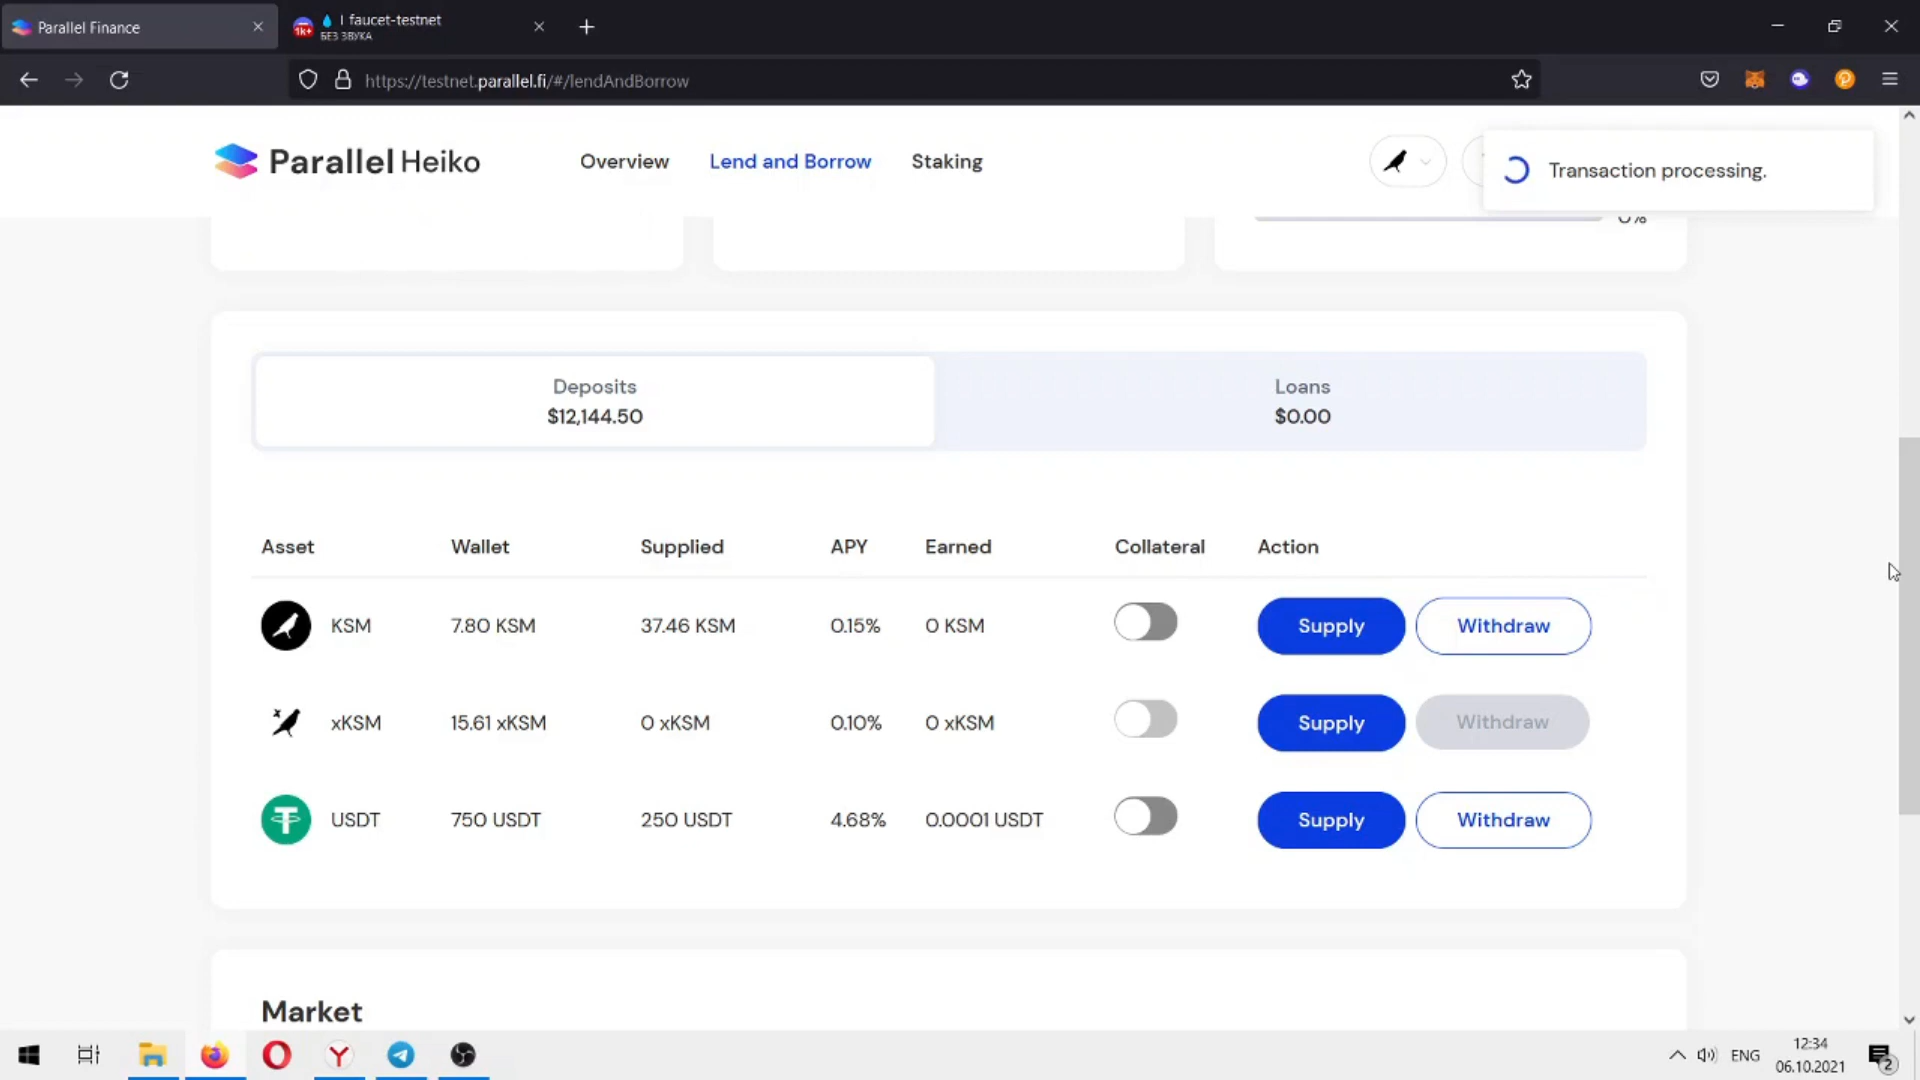 Parallel Finance
1k+
| faucet-testnet
БЕЗ ЗВУКА
https://testnet.parallel.fi/#/lendAndBorrow
Parallel Heiko
Overview
Lend and Borrow
Staking
Transaction processing.
0%
Deposits
$12,144.50
Loans
$0.00
Asset Wallet Supplied APY Earned Collateral Action
KSM 7.80 KSM 37.46 KSM 0.15% 0 KSM Supply Withdraw
xKSM 15.61 xKSM 0 xKSM 0.10% 0 xKSM Supply Withdraw
USDT 750 USDT 250 USDT 4.68% 0.0001 USDT Supply Withdraw
Market
ENG
12:34
06.10.2021
2